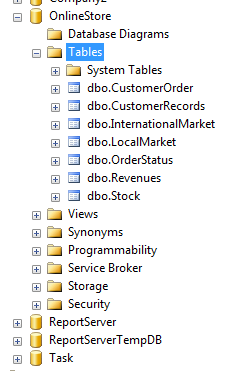 OnlineStore
Database Diagrams
Tables
System Tables
dbo.CustomerOrder
dbo.CustomerRecords
dbo.InternationalMarket
dbo.LocalMarket
dbo.OrderStatus
dbo.Revenues
dbo.Stock
Views
Synonyms
Programmability
Service Broker
Storage
Security
ReportServer
ReportServerTempDB
Task